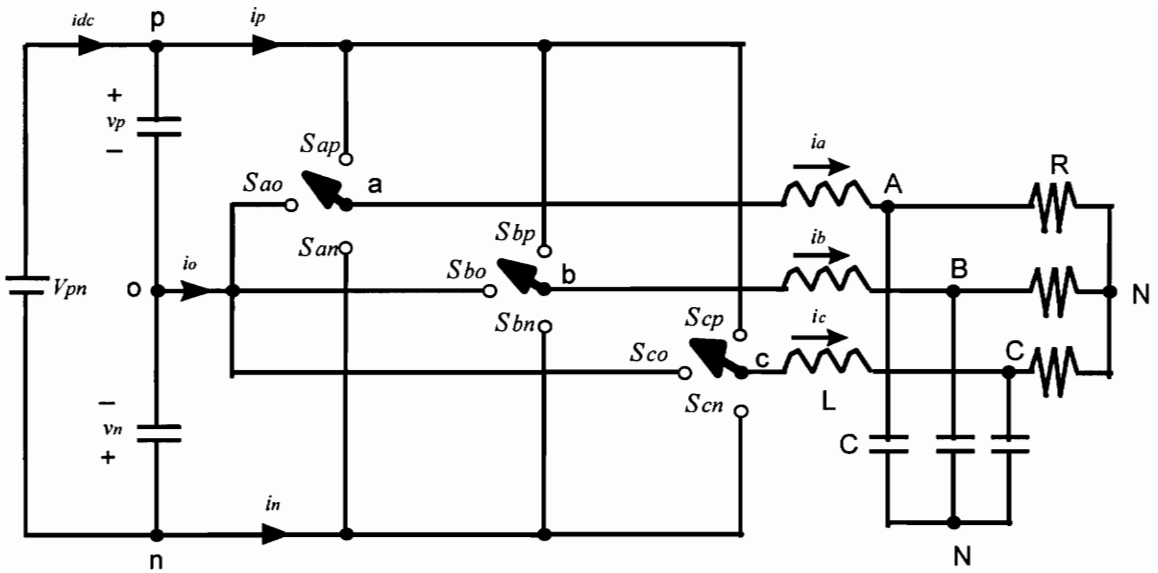 idc
p
ip
+
vp
−
Sap
Sao
a
San
ia
A
R
Sbp
Sbo
b
Sbn
ib
B
N
Vpn
o
io
Scp
Sco
c
Scn
ic
L
C
−
vn
+
C
in
n
N